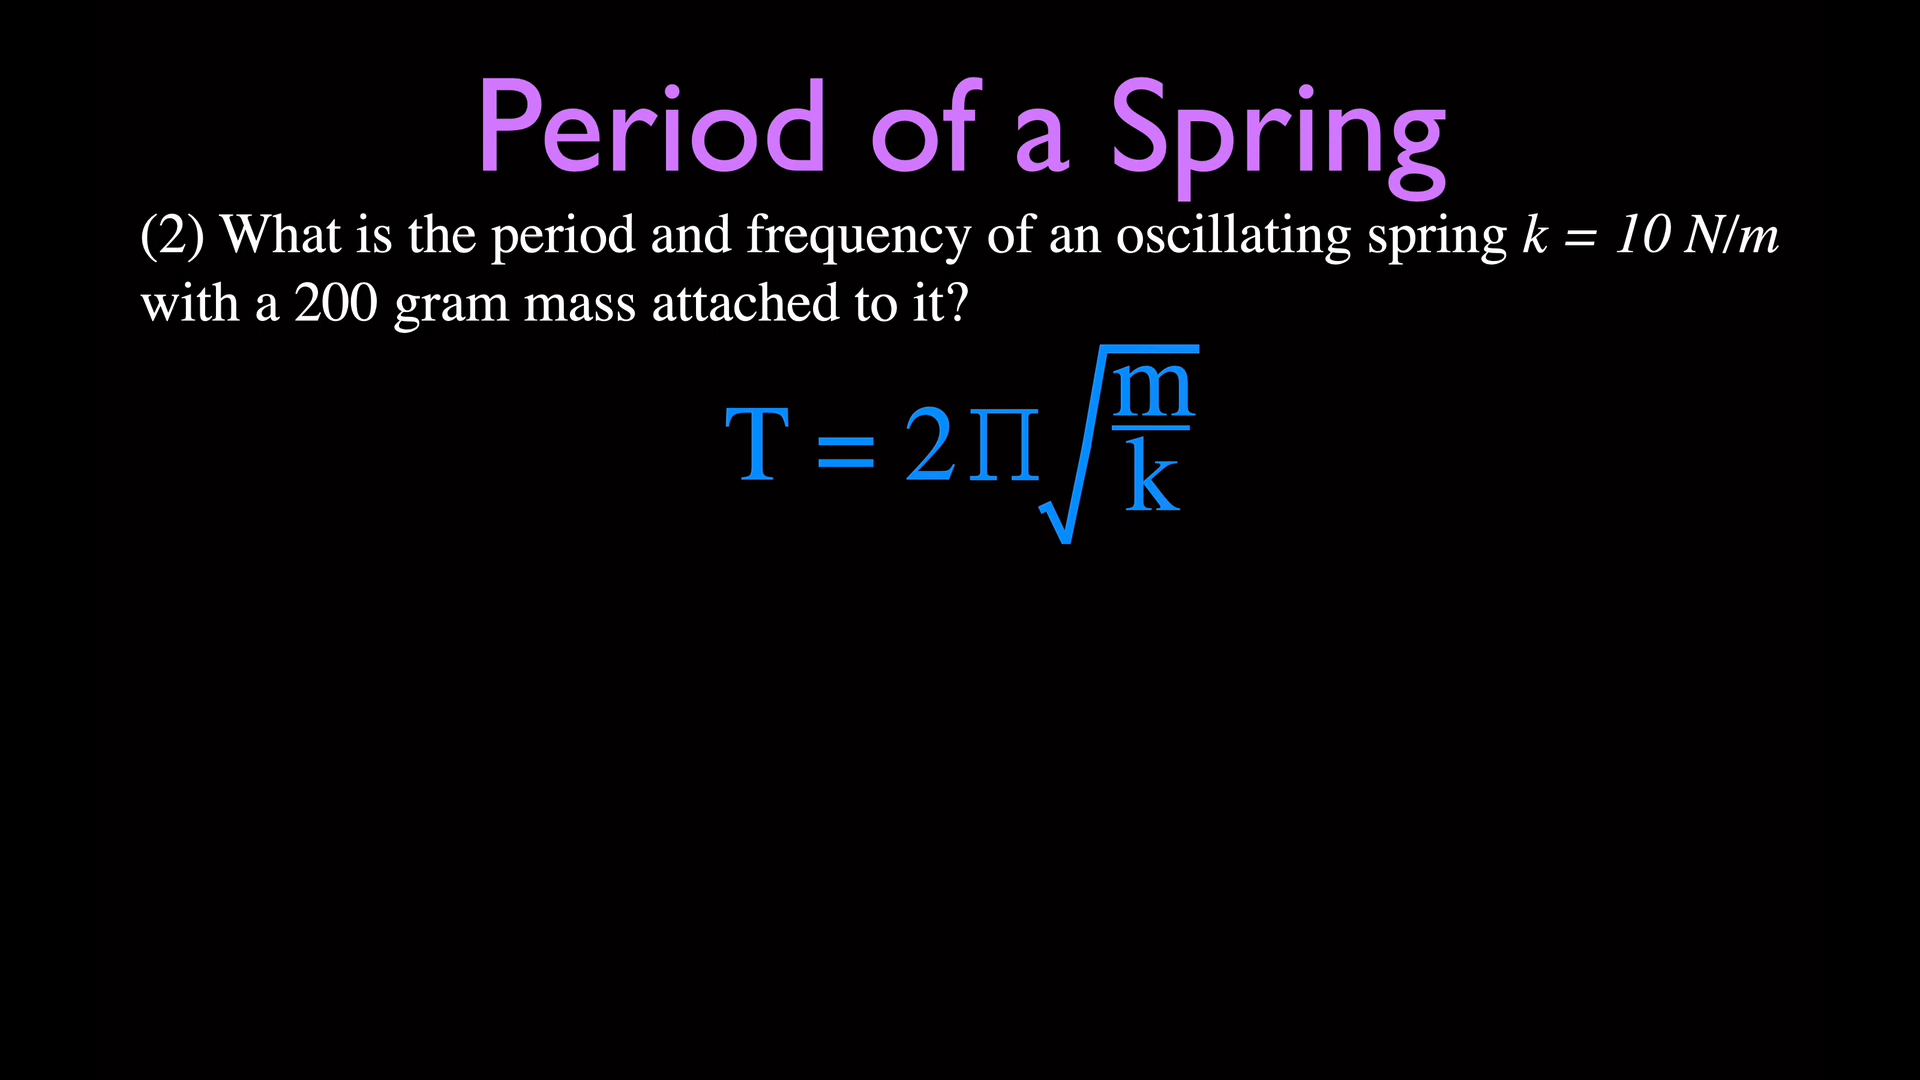 Period of a Spring
(2) What is the period and frequency of an oscillating spring k = 10 N/m
with a 200 gram mass attached to it?
T = 2Π√(m/k)